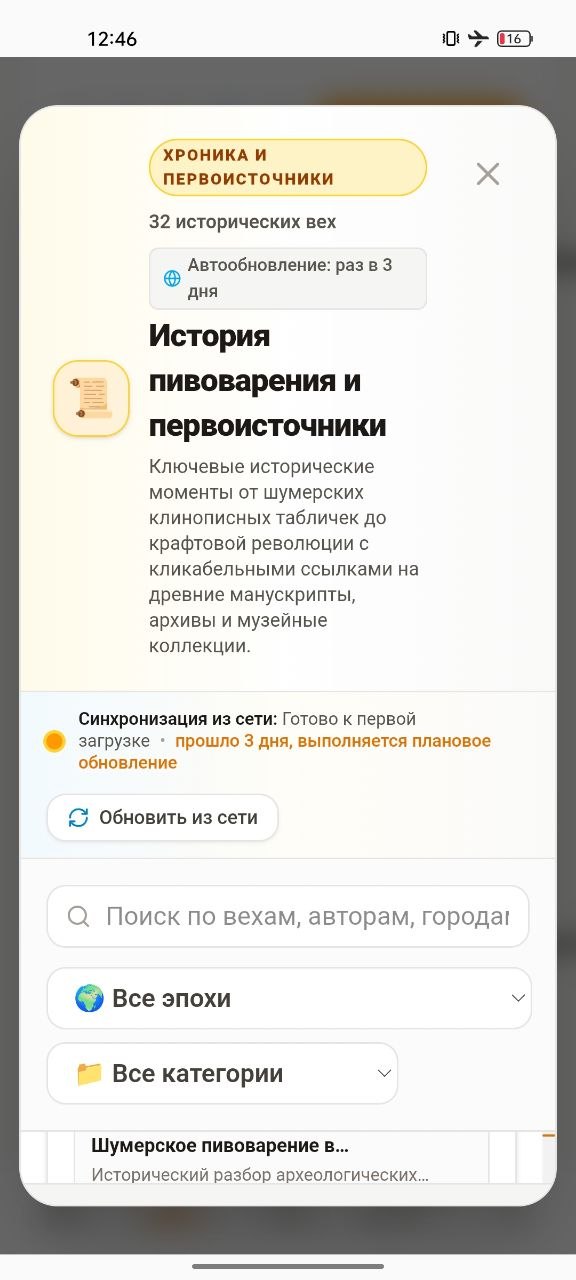 12:46
16
ХРОНИКА И
ПЕРВОИСТОЧНИКИ
32 исторических вех
Автообновление: раз в 3
дня
История
пивоварения и
первоисточники
Ключевые исторические
моменты от шумерских
клинописных табличек до
крафтовой революции с
кликабельными ссылками на
древние манускрипты,
архивы и музейные
коллекции.
Синхронизация из сети: Готово к первой
загрузке • прошло 3 дня, выполняется плановое
обновление
Обновить из сети
Поиск по вехам, авторам, городам
Все эпохи
Все категории
Шумерское пивоварение в...
Исторический разбор археологических...